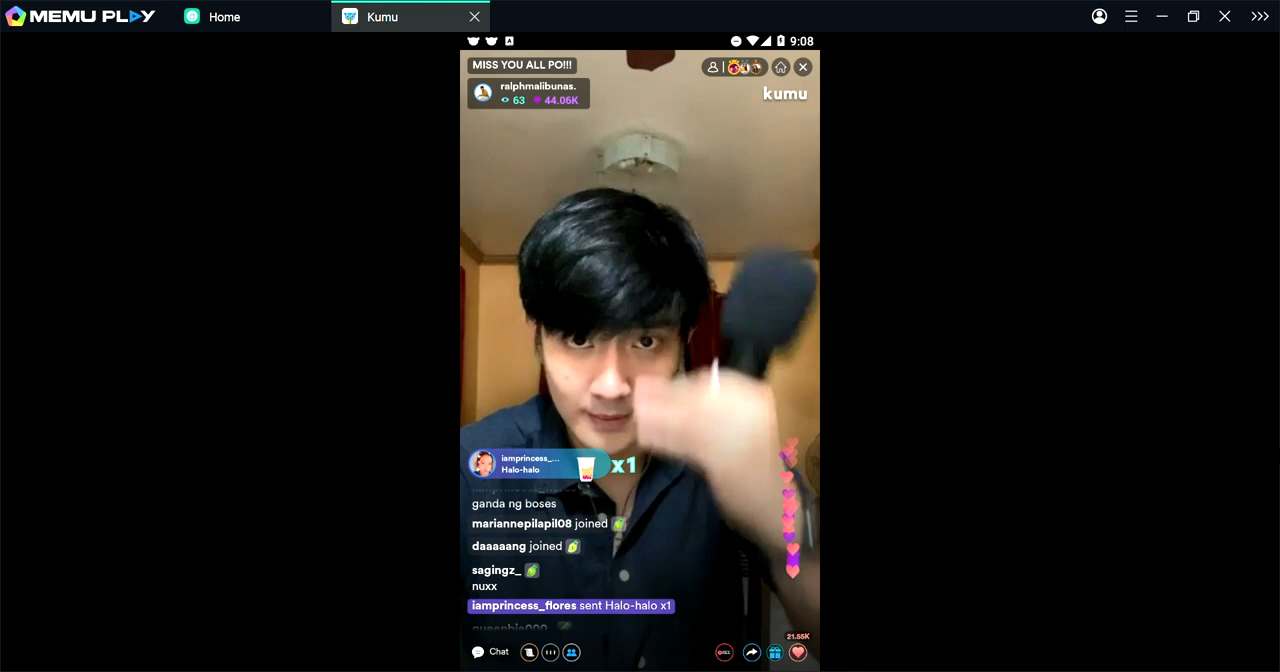 MEMU PLAY
Home
Kumu
A
9:08
MISS YOU ALL PO!!!
ralphmalibunas.
63 44.06K
kumu
iamprincess_...
Halo-halo
x1
ganda ng boses
mariannepilapil08 joined
daaaaang joined
sagingz_
nuxx
iamprincess_flores sent Halo-halo x1
21.55K
Chat
REC